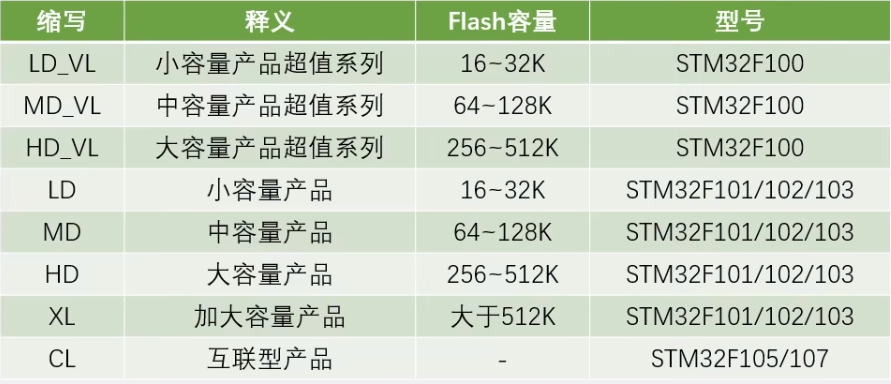 缩写 释义 Flash容量 型号
LD_VL 小容量产品超值系列 16~32K STM32F100
MD_VL 中容量产品超值系列 64~128K STM32F100
HD_VL 大容量产品超值系列 256~512K STM32F100
LD 小容量产品 16~32K STM32F101/102/103
MD 中容量产品 64~128K STM32F101/102/103
HD 大容量产品 256~512K STM32F101/102/103
XL 加大容量产品 大于512K STM32F101/102/103
CL 互联型产品 - STM32F105/107